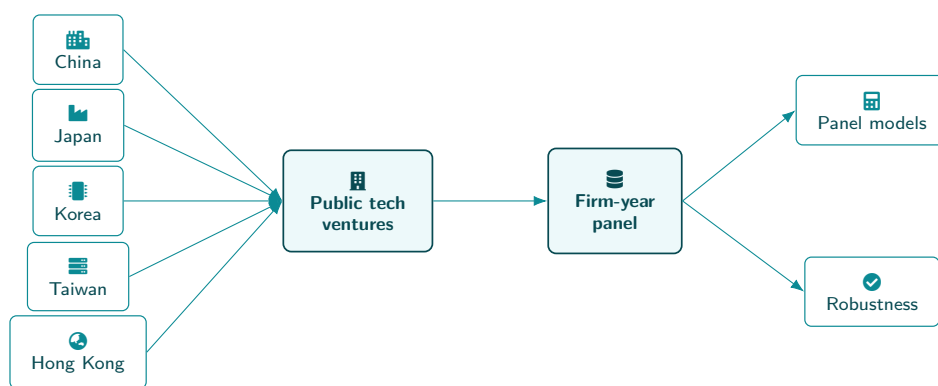 China
Japan
Korea
Taiwan
Hong Kong
Public tech
ventures
Firm-year
panel
Panel models
Robustness